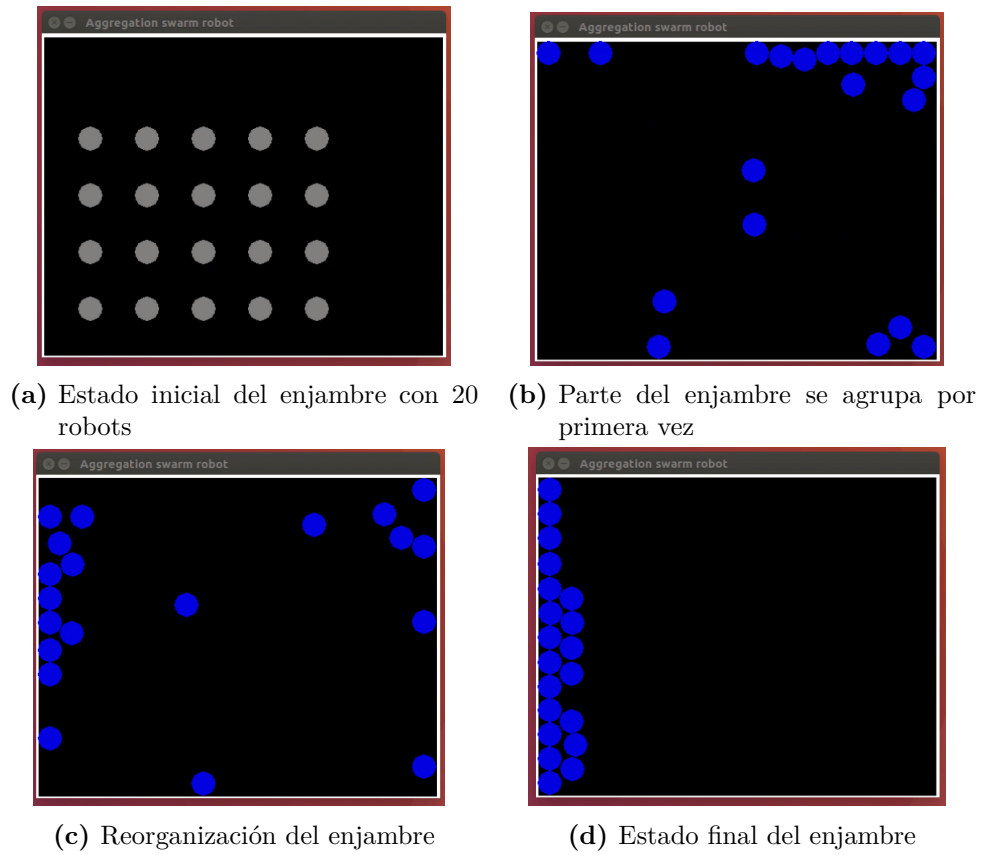 Aggregation swarm robot
Aggregation swarm robot
(a) Estado inicial del enjambre con 20
robots
(b) Parte del enjambre se agrupa por
primera vez
Aggregation swarm robot
Aggregation swarm robot
(c) Reorganización del enjambre
(d) Estado final del enjambre